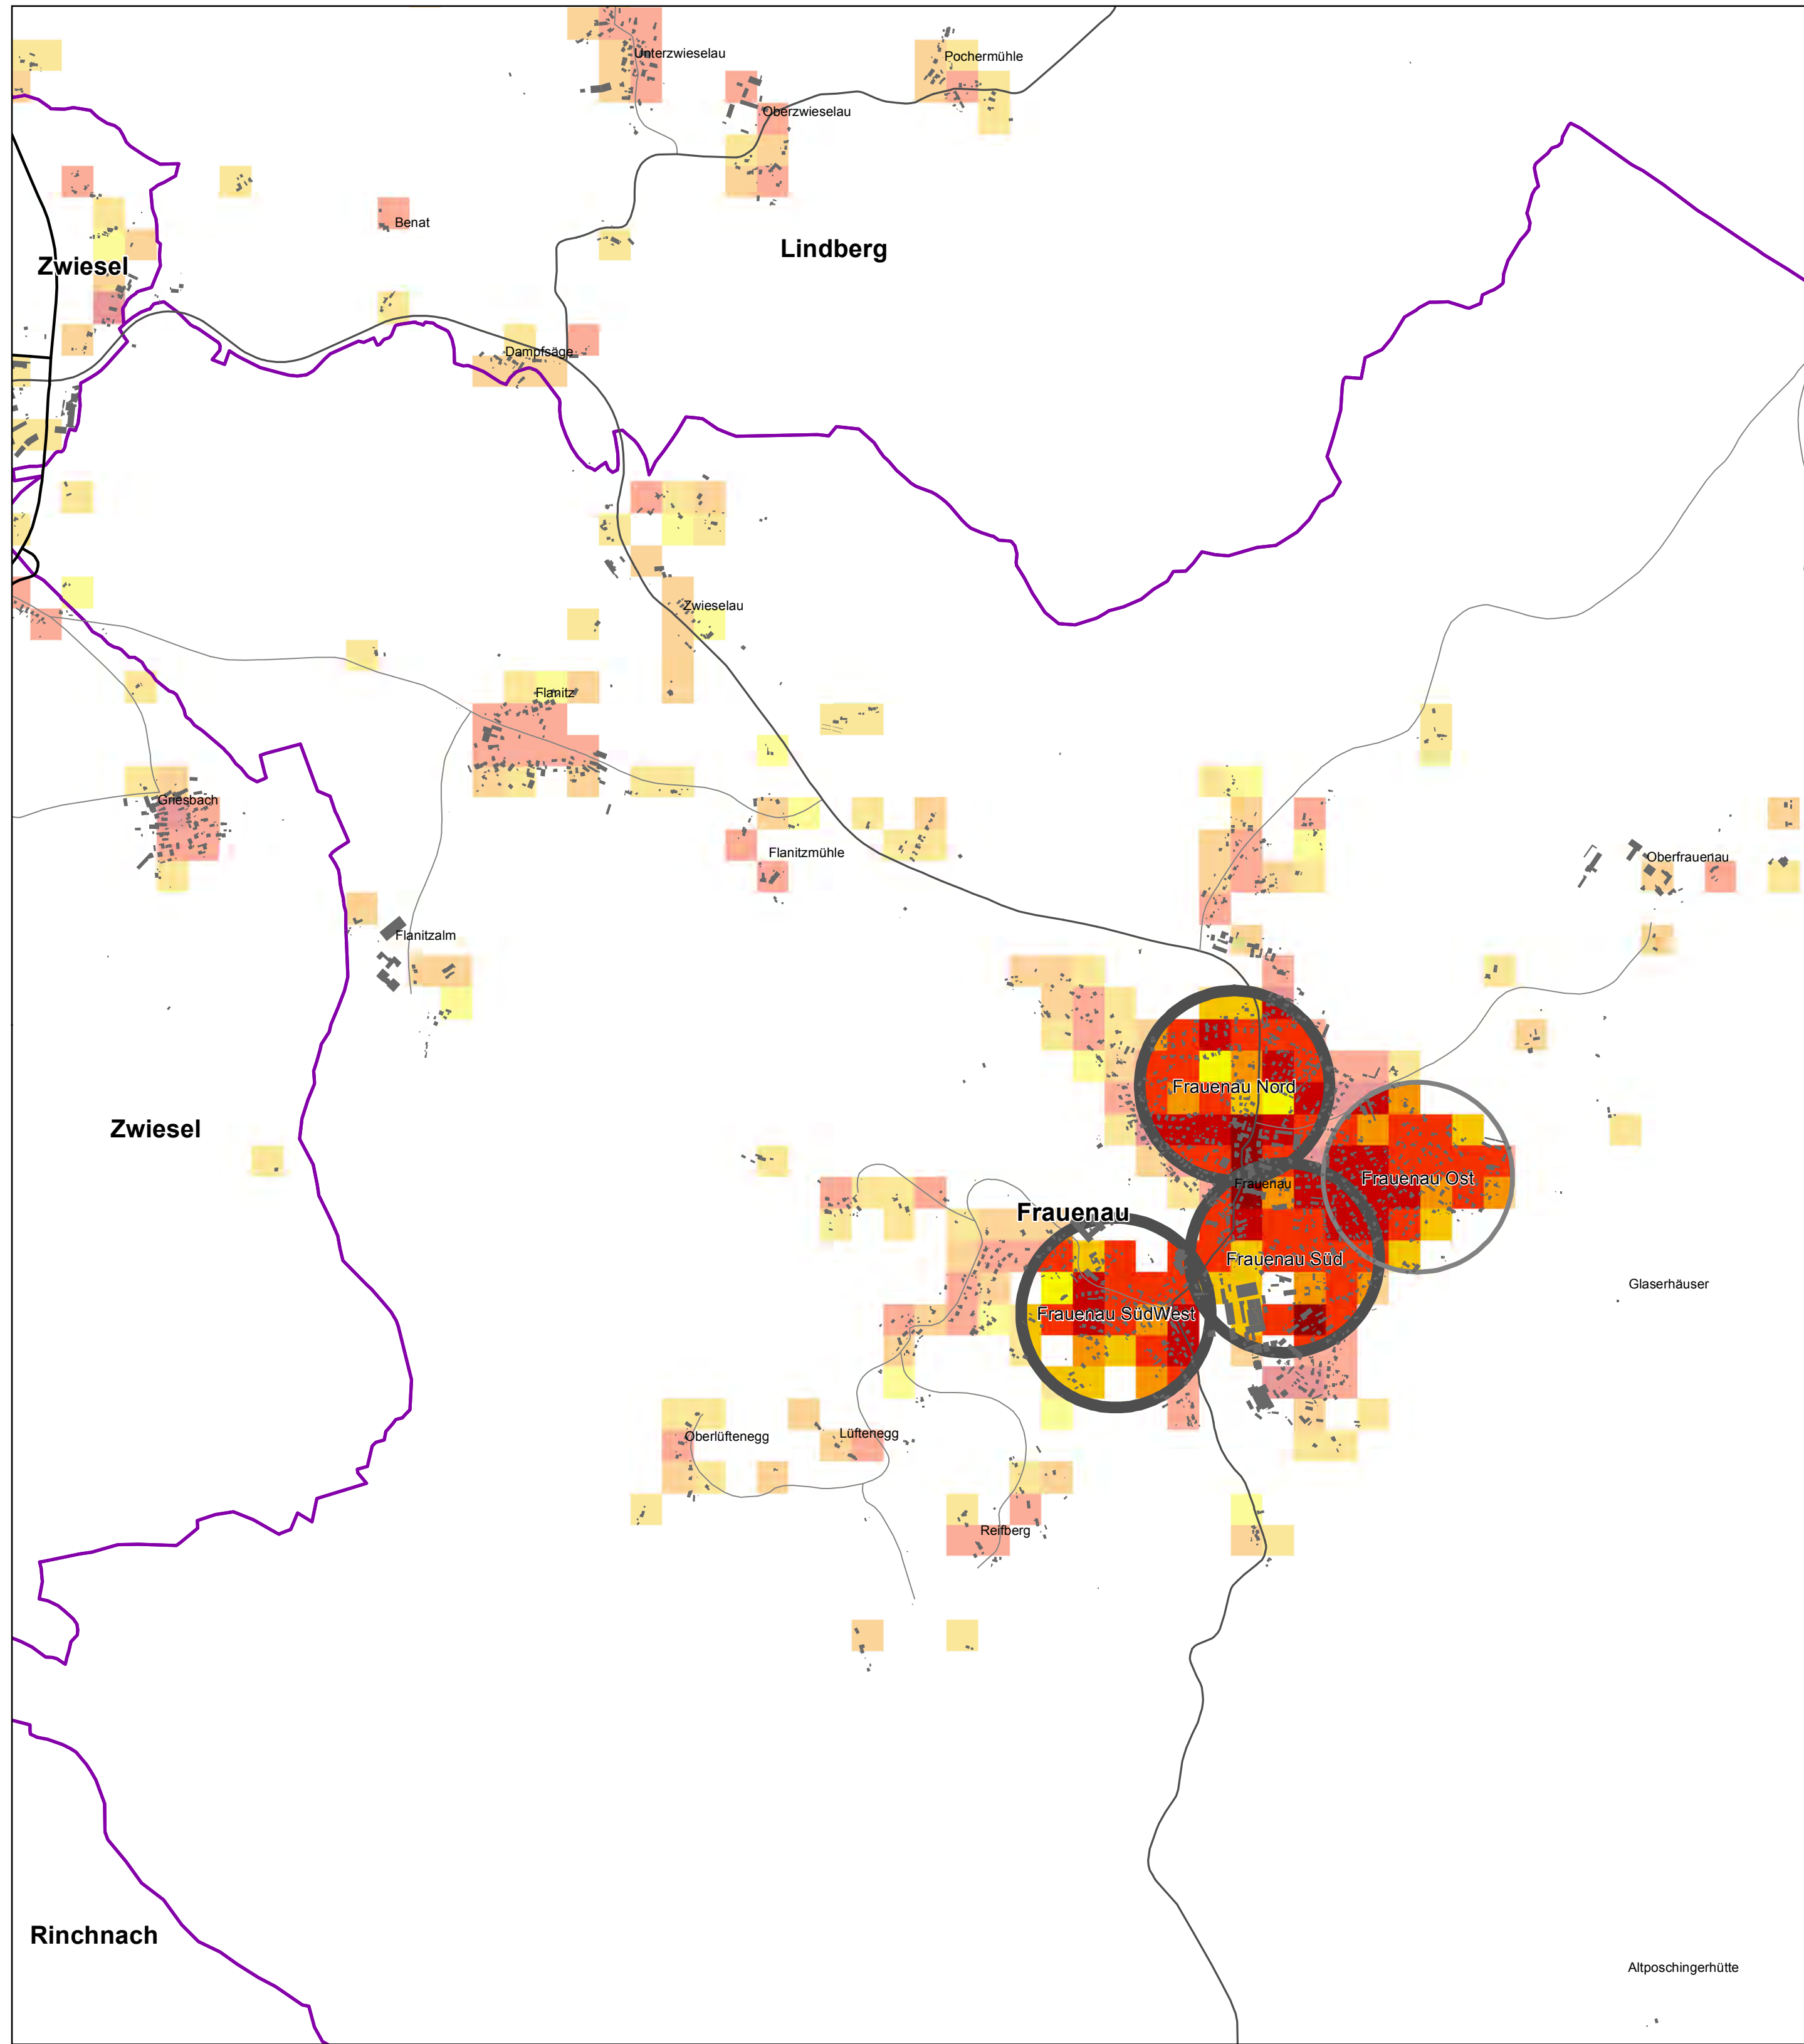 Unterzwieselau
Pochermühle
Oberzwieselau
Benat
Lindberg
Zwiesel
Dampfsäge
Zwieselau
Flanitz
Griesbach
Flanitzmühle
Oberfrauenau
Flanitzalm
Frauenau Nord
Zwiesel
Frauenau Ost
Frauenau
Frauenau
Frauenau Süd
Glaserhäuser
Frauenau SüdWest
Oberlüftenegg
Lüftenegg
Reifberg
Rinchnach
Altposchingerhütte